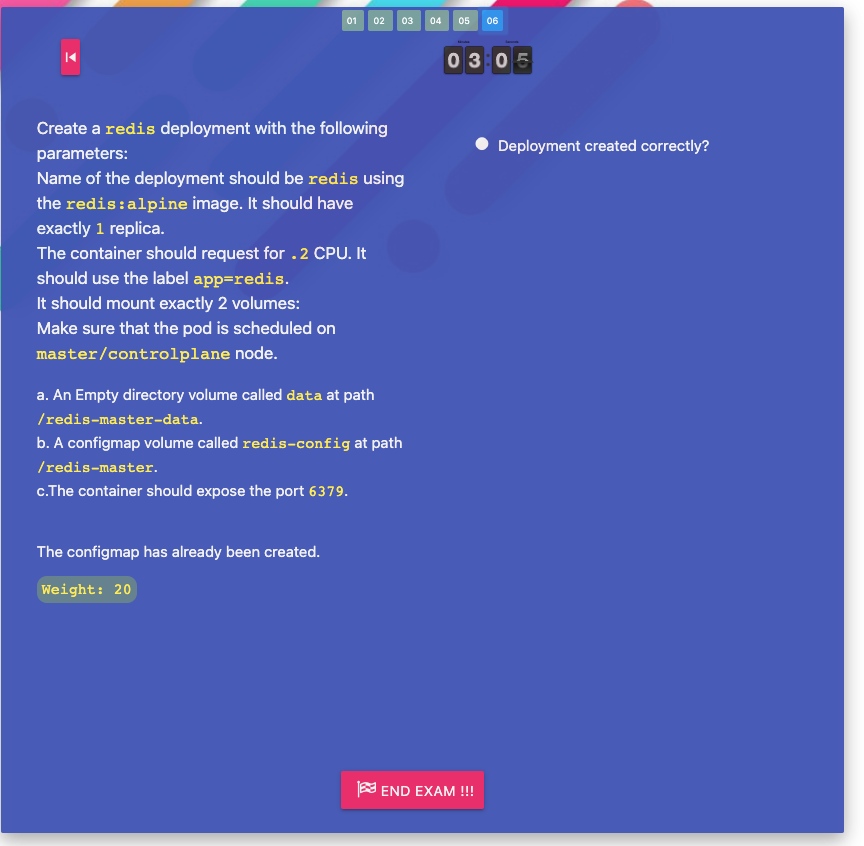 01 02 03 04 05 06
03:05
Create a redis deployment with the following
parameters:
Name of the deployment should be redis using
the redis:alpine image. It should have
exactly 1 replica.
The container should request for .2 CPU. It
should use the label app=redis.
It should mount exactly 2 volumes:
Make sure that the pod is scheduled on
master/controlplane node.
a. An Empty directory volume called data at path
/redis-master-data.
b. A configmap volume called redis-config at path
/redis-master.
c.The container should expose the port 6379.
The configmap has already been created.
Weight: 20
Deployment created correctly?
END EXAM !!!